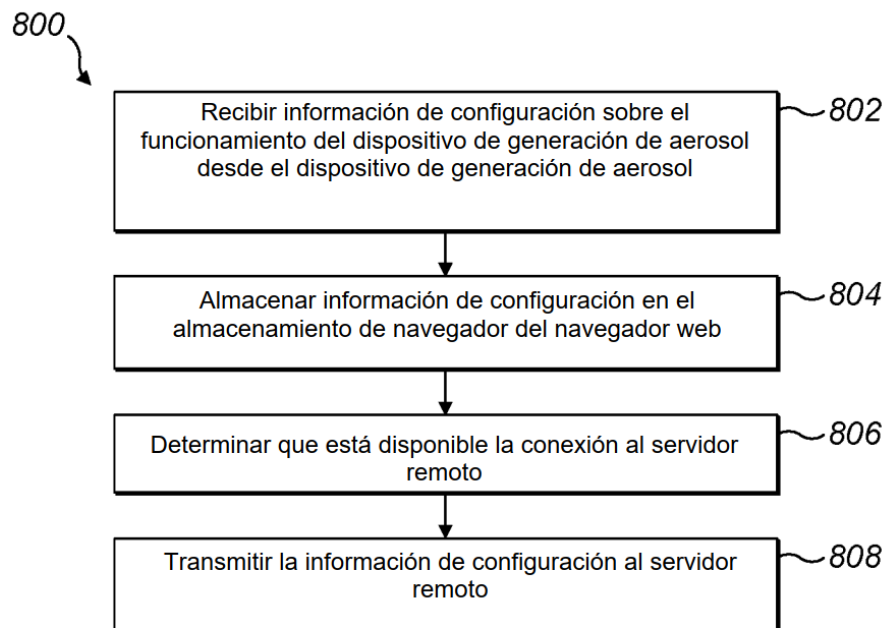 800
Recibir información de configuración sobre el
funcionamiento del dispositivo de generación de aerosol
desde el dispositivo de generación de aerosol
802
Almacenar información de configuración en el
almacenamiento de navegador del navegador web
804
Determinar que está disponible la conexión al servidor
remoto
806
Transmitir la información de configuración al servidor
remoto
808